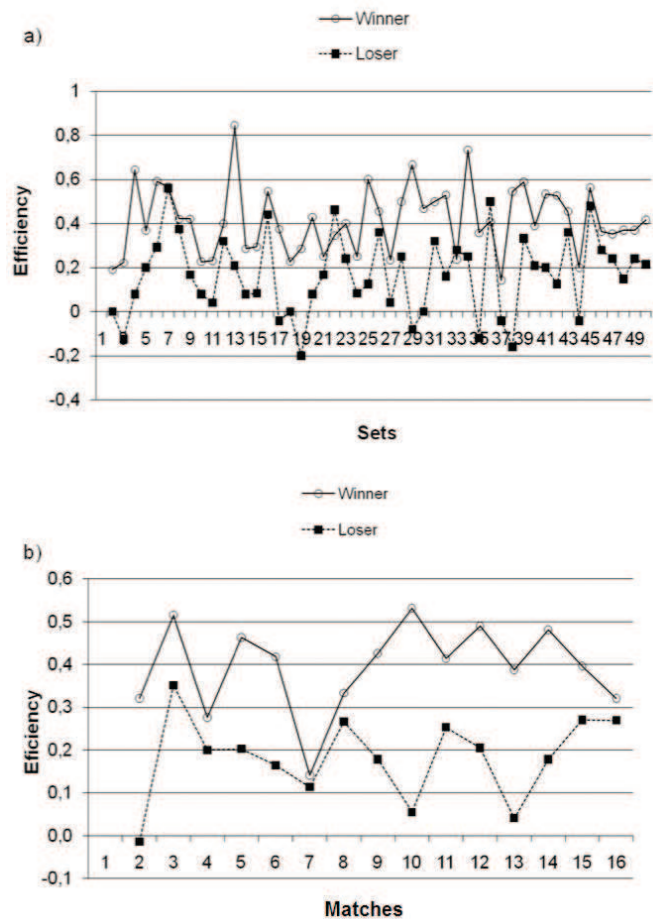 Winner
Loser
a)
1
0,8
0,6
0,4
0,2
0
-0,2
-0,4
Efficiency
1 3 5 7 9 11 13 15 17 19 21 23 25 27 29 31 33 35 37 39 41 43 45 47 49
Sets
Winner
Loser
b)
0,6
0,5
0,4
0,3
0,2
0,1
0,0
-0,1
Eficiency
1 2 3 4 5 6 7 8 9 10 11 12 13 14 15 16
Matches